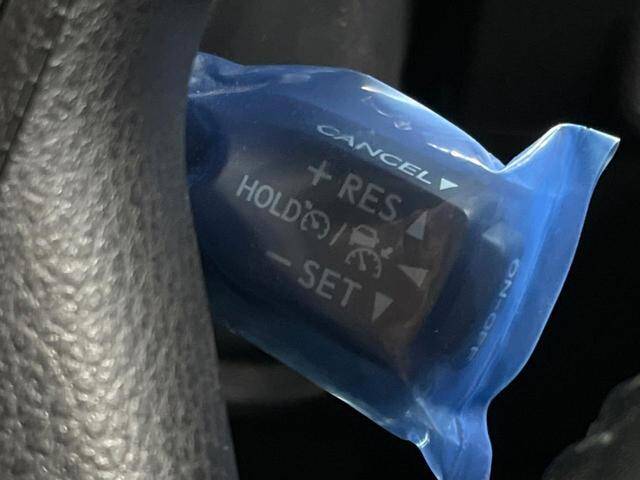 CANCEL▼
+ RES ▲
HOLD /
− SET ▼
ON-OFF